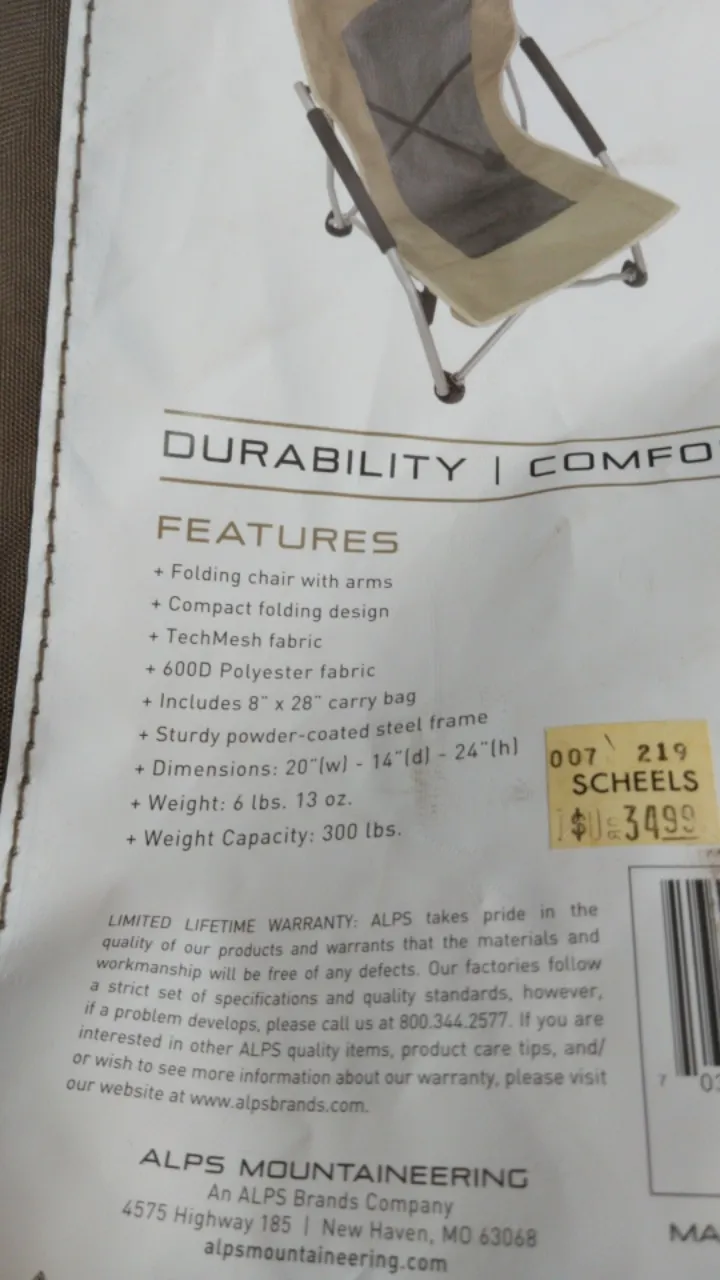 DURABILITY | COMFO
FEATURES
+ Folding chair with arms
+ Compact folding design
+ TechMesh fabric
+ 600D Polyester fabric
+ Includes 8" x 28" carry bag
+ Sturdy powder-coated steel frame
+ Dimensions: 20"(w) - 14"(d) - 24"(h)
+ Weight: 6 lbs. 13 oz.
+ Weight Capacity: 300 lbs.
007 219
SCHEELS
$ 3499
LIMITED LIFETIME WARRANTY: ALPS takes pride in the
quality of our products and warrants that the materials and
workmanship will be free of any defects. Our factories follow
a strict set of specifications and quality standards, however,
if a problem develops, please call us at 800.344.2577. If you are
interested in other ALPS quality items, product care tips, and/
or wish to see more information about our warranty, please visit
our website at www.alpsbrands.com.
7 03
ALPS MOUNTAINEERING
An ALPS Brands Company
4575 Highway 185 | New Haven, MO 63068
alpsmountaineering.com
MA